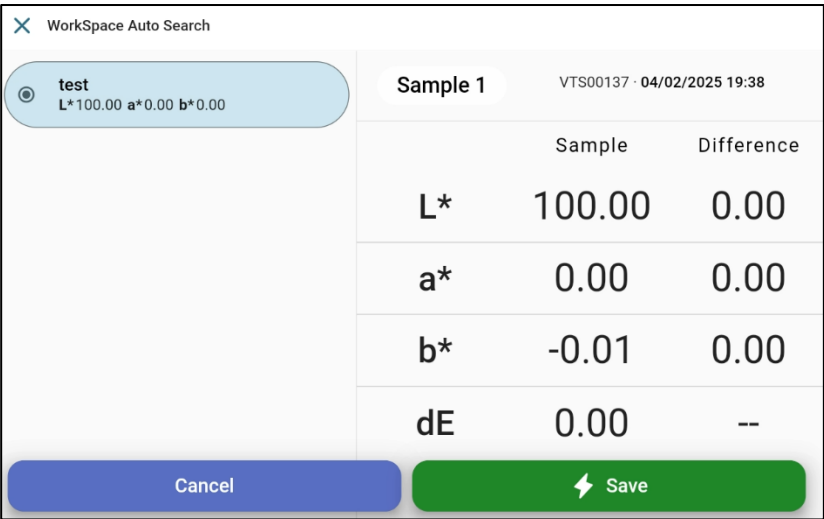 WorkSpace Auto Search
test
L*100.00 a*0.00 b*0.00
Sample 1
VTS00137 · 04/02/2025 19:38
Sample Difference
L* 100.00 0.00
a* 0.00 0.00
b* -0.01 0.00
dE 0.00 --
Cancel
Save